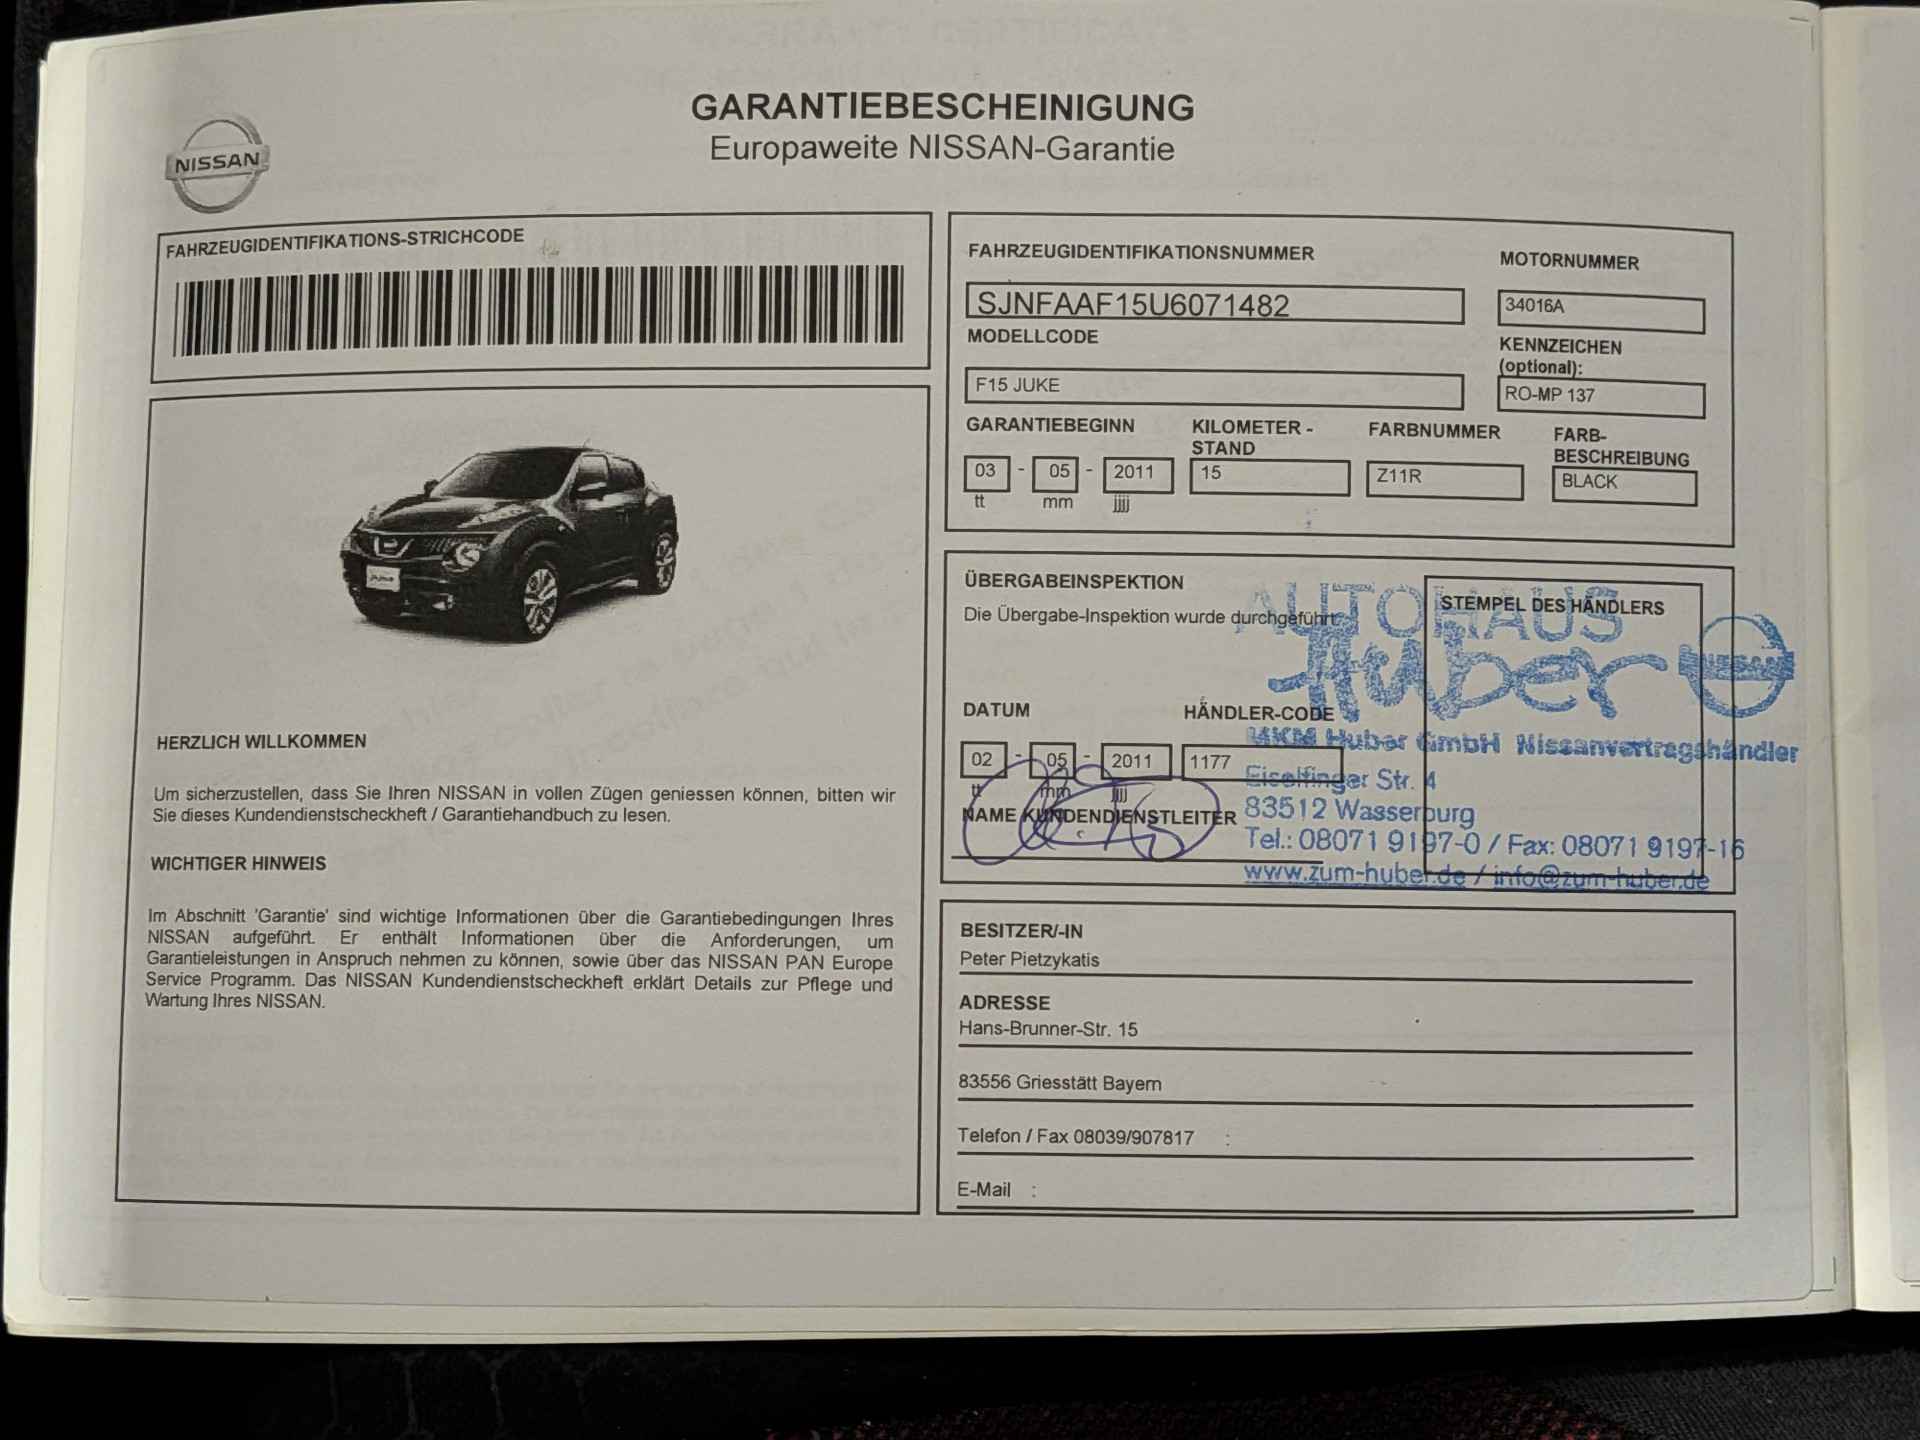 GARANTIEBESCHEINIGUNG
Europaweite NISSAN-Garantie
NISSAN
FAHRZEUGIDENTIFIKATIONS-STRICHCODE
HERZLICH WILLKOMMEN
Um sicherzustellen, dass Sie Ihren NISSAN in vollen Zügen geniessen können, bitten wir
Sie dieses Kundendienstscheckheft / Garantiehandbuch zu lesen.
WICHTIGER HINWEIS
Im Abschnitt 'Garantie' sind wichtige Informationen über die Garantiebedingungen Ihres
NISSAN aufgeführt. Er enthält Informationen über die Anforderungen, um
Garantieleistungen in Anspruch nehmen zu können, sowie über das NISSAN PAN Europe
Service Programm. Das NISSAN Kundendienstscheckheft erklärt Details zur Pflege und
Wartung Ihres NISSAN.
FAHRZEUGIDENTIFIKATIONSNUMMER
MOTORNUMMER
SJNFAAF15U6071482
34016A
MODELLCODE
KENNZEICHEN
(optional):
F15 JUKE
RO-MP 137
GARANTIEBEGINN
KILOMETER -
STAND
FARBNUMMER
FARB-
BESCHREIBUNG
03 - 05 - 2011
15
Z11R
BLACK
tt mm jjjj
ÜBERGABEINSPEKTION
Die Übergabe-Inspektion wurde durchgeführt.
STEMPEL DES HÄNDLERS
AUTOHAUS
Huber
NISSAN
MKM Huber GmbH Nissanvertragshändler
Eiselfinger Str. 4
83512 Wasserburg
Tel.: 08071 9197-0 / Fax: 08071 9197-16
www.zum-huber.de / info@zum-huber.de
DATUM
HÄNDLER-CODE
02 - 05 - 2011
1177
tt mm jjjj
NAME KUNDENDIENSTLEITER
BESITZER/-IN
Peter Pietzykatis
ADRESSE
Hans-Brunner-Str. 15
83556 Griesstätt Bayern
Telefon / Fax 08039/907817 :
E-Mail :